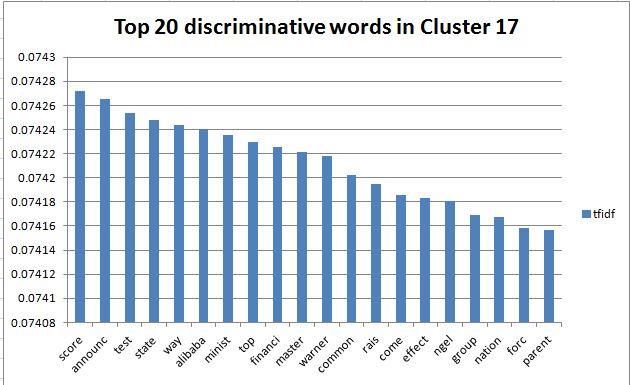 Top 20 discriminative words in Cluster 17
0.0743
0.07428
0.07426
0.07424
0.07422
0.0742
0.07418
0.07416
0.07414
0.07412
0.0741
0.07408
score
announc
test
state
way
alibaba
minist
top
financi
master
warner
common
rais
come
effect
ngel
group
nation
forc
parent
tfidf